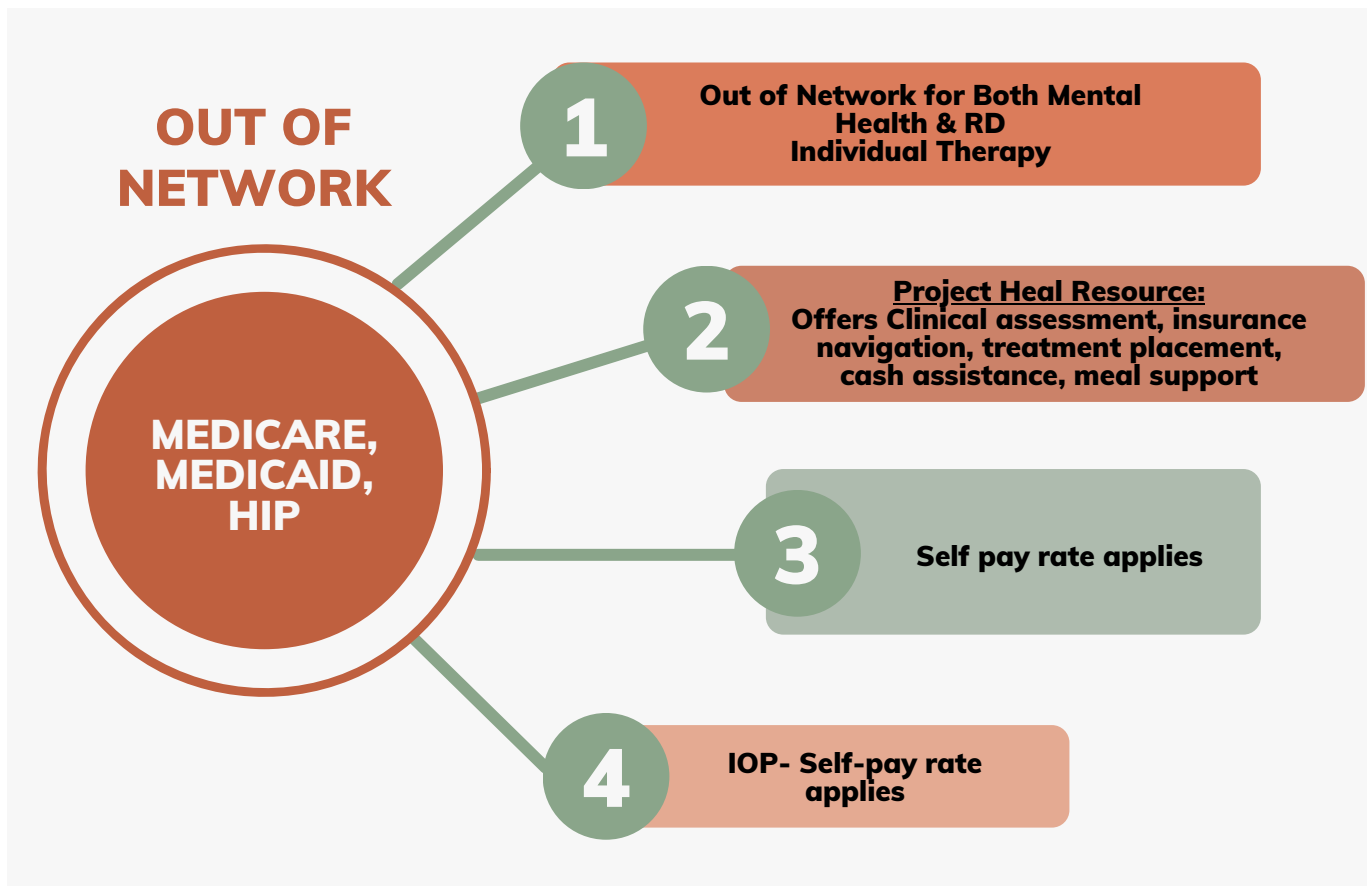 OUT OF
NETWORK
MEDICARE,
MEDICAID,
HIP
1
Out of Network for Both Mental
Health & RD
Individual Therapy
2
Project Heal Resource:
Offers Clinical assessment, insurance
navigation, treatment placement,
cash assistance, meal support
3
Self pay rate applies
4
IOP- Self-pay rate
applies